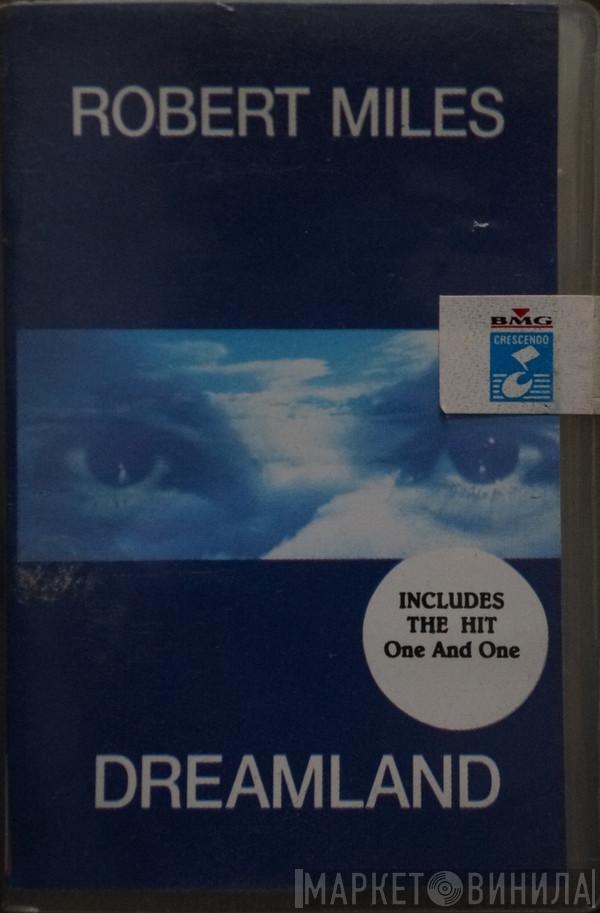 ROBERT MILES
BMG
CRESCENDO
INCLUDES
THE HIT
One And One
DREAMLAND
МАРКЕТ ВИНИЛА